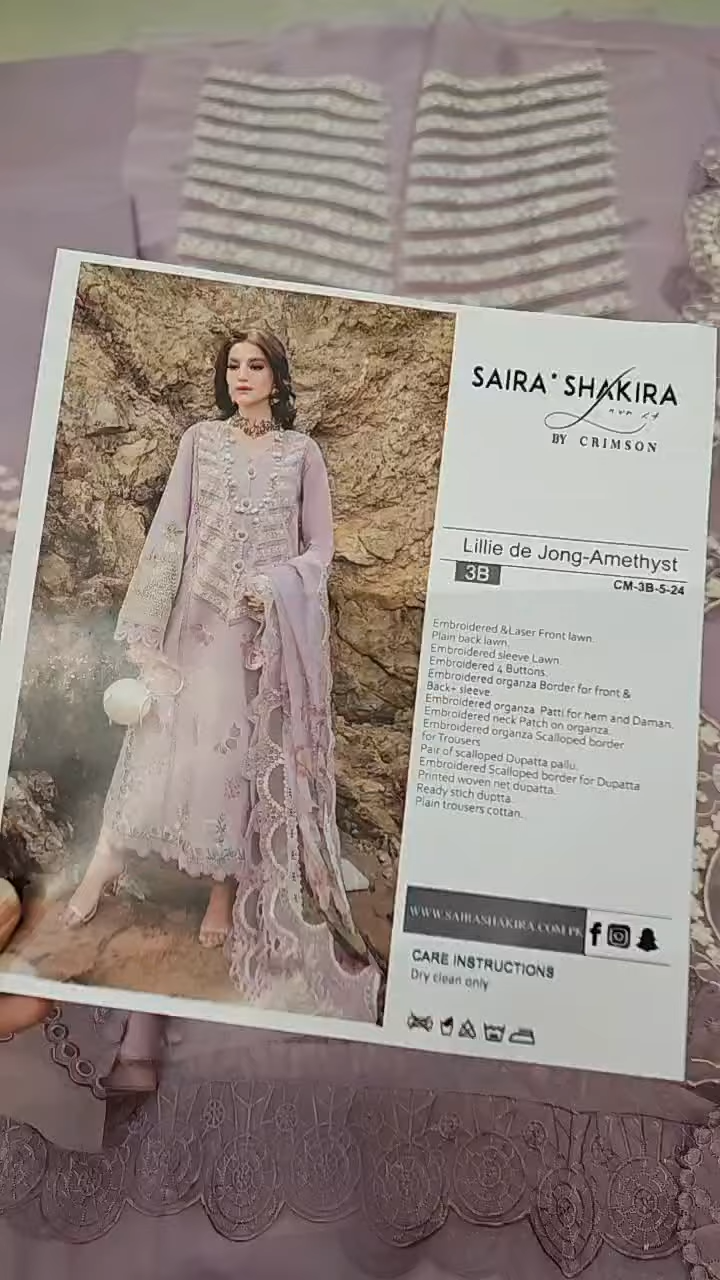 SAIRA SHAKIRA
BY CRIMSON
Lillie de Jong-Amethyst
3B
CM-3B-5-24
Embroidered &Laser Front lawn.
Plain back lawn.
Embroidered sleeve Lawn.
Embroidered 4 Buttons.
Embroidered organza Border for front &
Back+ sleeve.
Embroidered organza Patti for hem and Daman.
Embroidered neck Patch on organza.
Embroidered organza Scalloped border
for Trousers
Pair of scalloped Dupatta pallu.
Embroidered Scalloped border for Dupatta
Printed woven net dupatta.
Ready stich duptta.
Plain trousers cottan.
WWW.SAIRASHAKIRA.COM.PK
CARE INSTRUCTIONS
Dry clean only